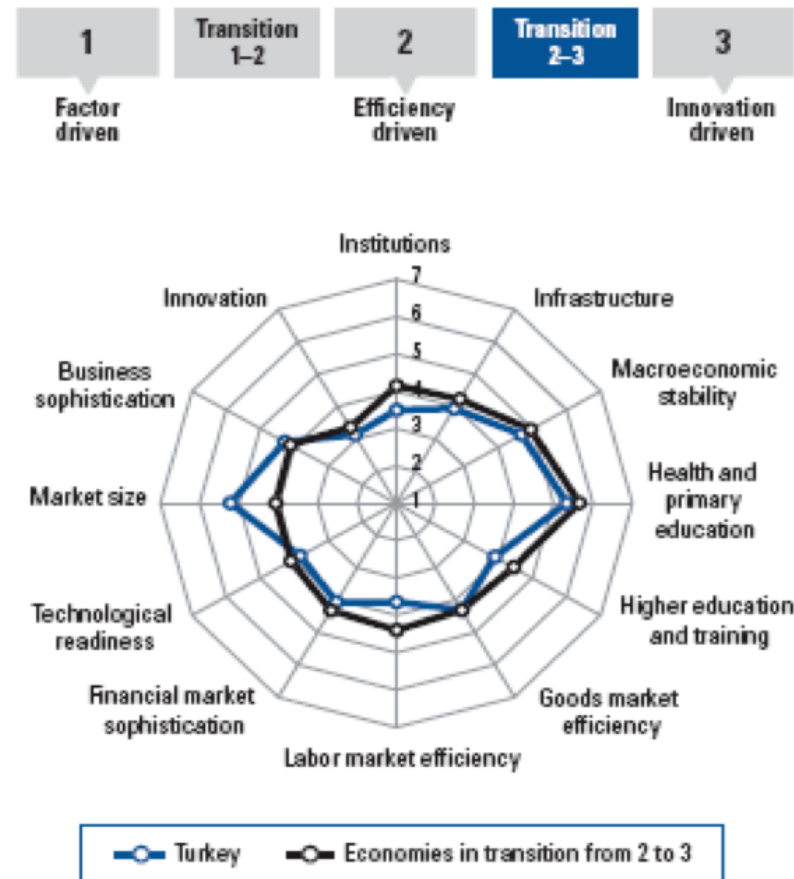 1
Transition
1–2
2
Transition
2–3
3
Factor
driven
Efficiency
driven
Innovation
driven
Institutions
7
Innovation
Infrastructure
6
5
Business
sophistication
Macroeconomic
stability
4
3
Market size
2
1
Health and
primary
education
Technological
readiness
Higher education
and training
Financial market
sophistication
Goods market
efficiency
Labor market efficiency
Turkey
Economies in transition from 2 to 3